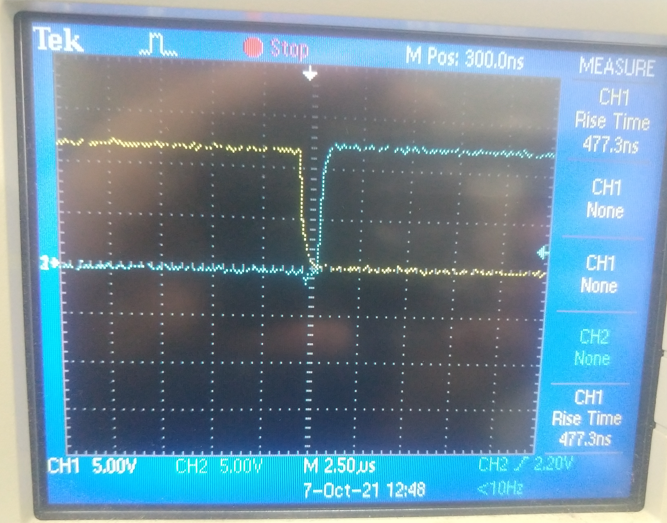 Tek Stop M Pos: 300.0ns
MEASURE
CH1
Rise Time
477.3ns
CH1
None
CH1
None
CH2
None
CH1
Rise Time
477.3ns
CH1 5.00V CH2 5.00V M 2.50µs CH2 / 2.20V
7-Oct-21 12:48 <10Hz